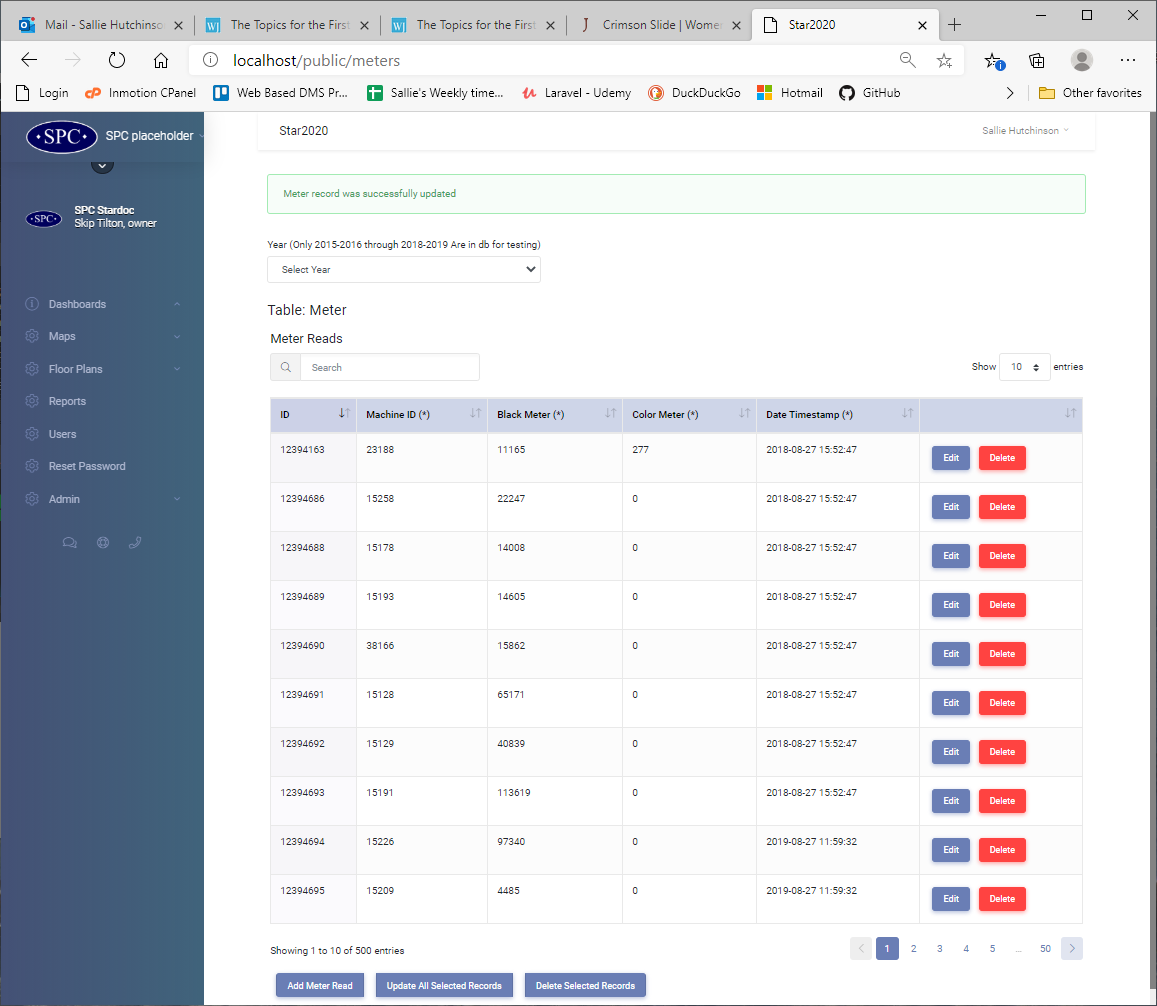 Mail - Sallie Hutchinso
The Topics for the First
The Topics for the First
Crimson Slide | Wome
Star2020
localhost/public/meters
Login
Inmotion CPanel
Web Based DMS Pr...
Sallie's Weekly time...
Laravel - Udemy
DuckDuckGo
Hotmail
GitHub
Other favorites
SPC
SPC placeholder
Star2020
Sallie Hutchinson
Meter record was successfully updated
SPC
SPC Stardoc
Skip Tilton, owner
Year (Only 2015-2016 through 2018-2019 Are in db for testing)
Select Year
Dashboards
Maps
Floor Plans
Reports
Users
Reset Password
Admin
Table: Meter
Meter Reads
Search
Show 10 entries
ID Machine ID (*) Black Meter (*) Color Meter (*) Date Timestamp (*)
12394163 23188 11165 277 2018-08-27 15:52:47 Edit Delete
12394686 15258 22247 0 2018-08-27 15:52:47 Edit Delete
12394688 15178 14008 0 2018-08-27 15:52:47 Edit Delete
12394689 15193 14605 0 2018-08-27 15:52:47 Edit Delete
12394690 38166 15862 0 2018-08-27 15:52:47 Edit Delete
12394691 15128 65171 0 2018-08-27 15:52:47 Edit Delete
12394692 15129 40839 0 2018-08-27 15:52:47 Edit Delete
12394693 15191 113619 0 2018-08-27 15:52:47 Edit Delete
12394694 15226 97340 0 2019-08-27 11:59:32 Edit Delete
12394695 15209 4485 0 2019-08-27 11:59:32 Edit Delete
Showing 1 to 10 of 500 entries
1 2 3 4 5 ... 50
Add Meter Read
Update All Selected Records
Delete Selected Records